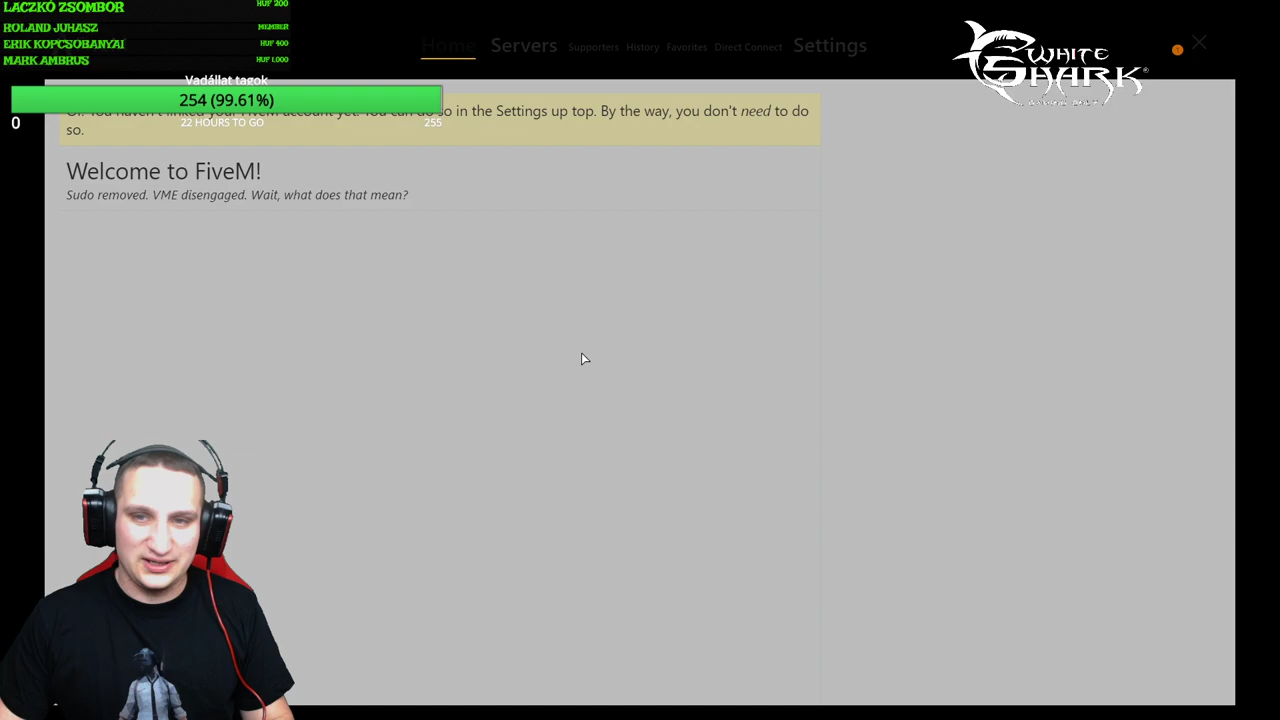 LACZKÓ ZSOMBOR HUF 200
ROLAND JUHASZ MEMBER
ERIK KOPCSOBANYAI HUF 400
MARK AMBRUS HUF 1,000
Home Servers Supporters History Favorites Direct Connect Settings
WHITE SHARK
Vadállat tagok
254 (99.61%)
0 22 HOURS TO GO 255
in the Settings up top. By the way, you don't need to do
so.
Welcome to FiveM!
Sudo removed. VME disengaged. Wait, what does that mean?